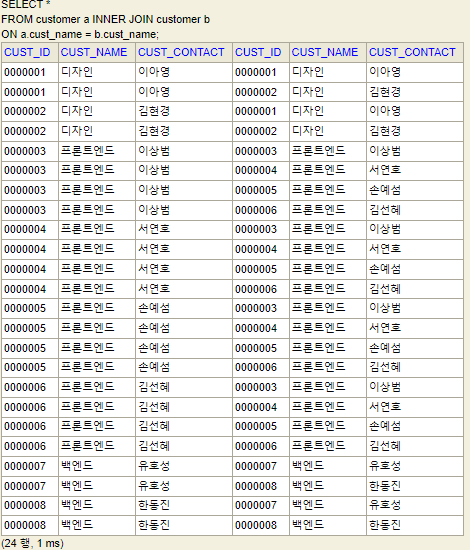 SELECT *
FROM customer a INNER JOIN customer b
ON a.cust_name = b.cust_name;
CUST_ID CUST_NAME CUST_CONTACT CUST_ID CUST_NAME CUST_CONTACT
0000001 디자인 이아영 0000001 디자인 이아영
0000001 디자인 이아영 0000002 디자인 김현경
0000002 디자인 김현경 0000001 디자인 이아영
0000002 디자인 김현경 0000002 디자인 김현경
0000003 프론트엔드 이상범 0000003 프론트엔드 이상범
0000003 프론트엔드 이상범 0000004 프론트엔드 서연호
0000003 프론트엔드 이상범 0000005 프론트엔드 손예섬
0000003 프론트엔드 이상범 0000006 프론트엔드 김선혜
0000004 프론트엔드 서연호 0000003 프론트엔드 이상범
0000004 프론트엔드 서연호 0000004 프론트엔드 서연호
0000004 프론트엔드 서연호 0000005 프론트엔드 손예섬
0000004 프론트엔드 서연호 0000006 프론트엔드 김선혜
0000005 프론트엔드 손예섬 0000003 프론트엔드 이상범
0000005 프론트엔드 손예섬 0000004 프론트엔드 서연호
0000005 프론트엔드 손예섬 0000005 프론트엔드 손예섬
0000005 프론트엔드 손예섬 0000006 프론트엔드 김선혜
0000006 프론트엔드 김선혜 0000003 프론트엔드 이상범
0000006 프론트엔드 김선혜 0000004 프론트엔드 서연호
0000006 프론트엔드 김선혜 0000005 프론트엔드 손예섬
0000006 프론트엔드 김선혜 0000006 프론트엔드 김선혜
0000007 백엔드 유호성 0000007 백엔드 유호성
0000007 백엔드 유호성 0000008 백엔드 한동진
0000008 백엔드 한동진 0000007 백엔드 유호성
0000008 백엔드 한동진 0000008 백엔드 한동진
(24 행, 1 ms)